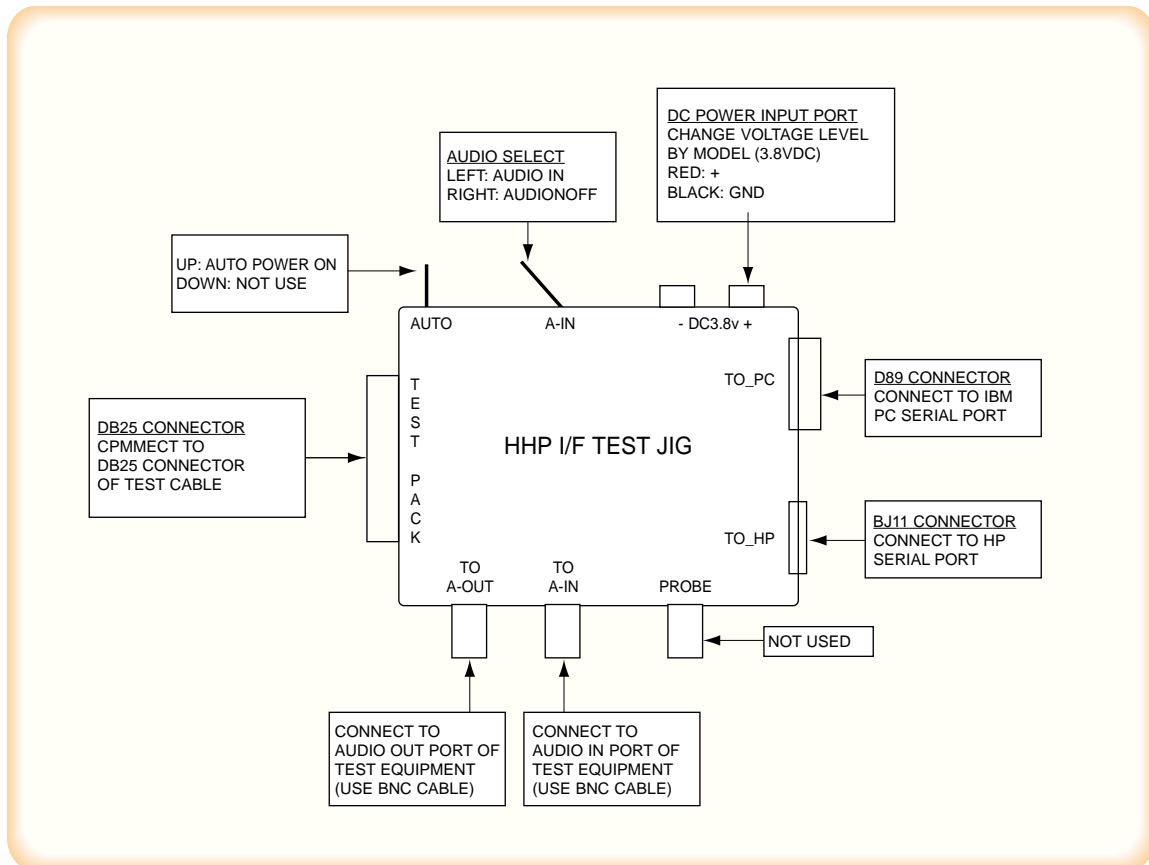 DC POWER INPUT PORT
CHANGE VOLTAGE LEVEL
BY MODEL (3.8VDC)
RED: +
BLACK: GND
AUDIO SELECT
LEFT: AUDIO IN
RIGHT: AUDIONOFF
UP: AUTO POWER ON
DOWN: NOT USE
AUTO
A-IN
- DC3.8v +
TO_PC
D89 CONNECTOR
CONNECT TO IBM
PC SERIAL PORT
DB25 CONNECTOR
CPMMECT TO
DB25 CONNECTOR
OF TEST CABLE
TEST PACK
HHP I/F TEST JIG
TO_HP
BJ11 CONNECTOR
CONNECT TO HP
SERIAL PORT
TO
A-OUT
TO
A-IN
PROBE
NOT USED
CONNECT TO
AUDIO OUT PORT OF
TEST EQUIPMENT
(USE BNC CABLE)
CONNECT TO
AUDIO IN PORT OF
TEST EQUIPMENT
(USE BNC CABLE)